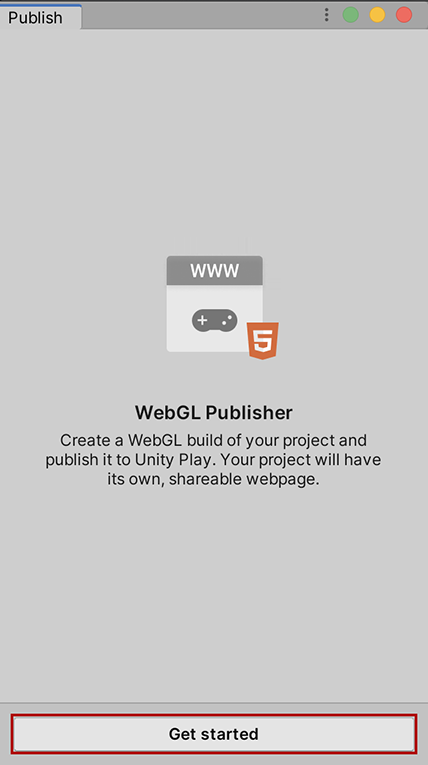 Publish
WWW
5
WebGL Publisher
Create a WebGL build of your project and
publish it to Unity Play. Your project will have
its own, shareable webpage.
Get started